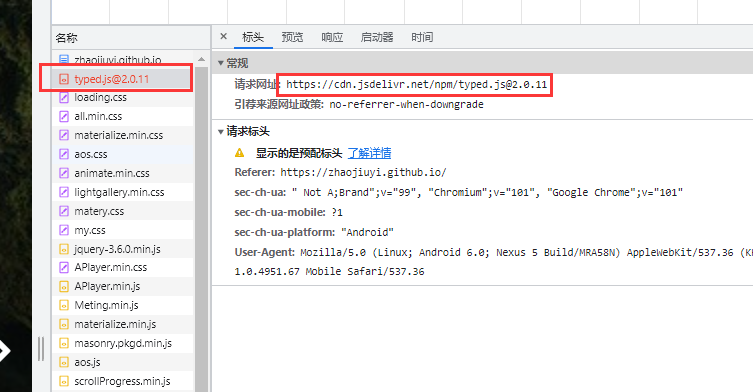 名称
zhaojiuyi.github.io
typed.js@2.0.11
loading.css
all.min.css
materialize.min.css
aos.css
animate.min.css
lightgallery.min.css
matery.css
my.css
jquery-3.6.0.min.js
APlayer.min.css
APlayer.min.js
Meting.min.js
materialize.min.js
masonry.pkgd.min.js
aos.js
scrollProgress.min.js
× 标头 预览 响应 启动器 时间
▼ 常规
请求网址: https://cdn.jsdelivr.net/npm/typed.js@2.0.11
引荐来源网址政策: no-referrer-when-downgrade
▼ 请求标头
显示的是预配标头 了解详情
Referer: https://zhaojiuyi.github.io/
sec-ch-ua: " Not A;Brand";v="99", "Chromium";v="101", "Google Chrome";v="101"
sec-ch-ua-mobile: ?1
sec-ch-ua-platform: "Android"
User-Agent: Mozilla/5.0 (Linux; Android 6.0; Nexus 5 Build/MRA58N) AppleWebKit/537.36 (K
1.0.4951.67 Mobile Safari/537.36